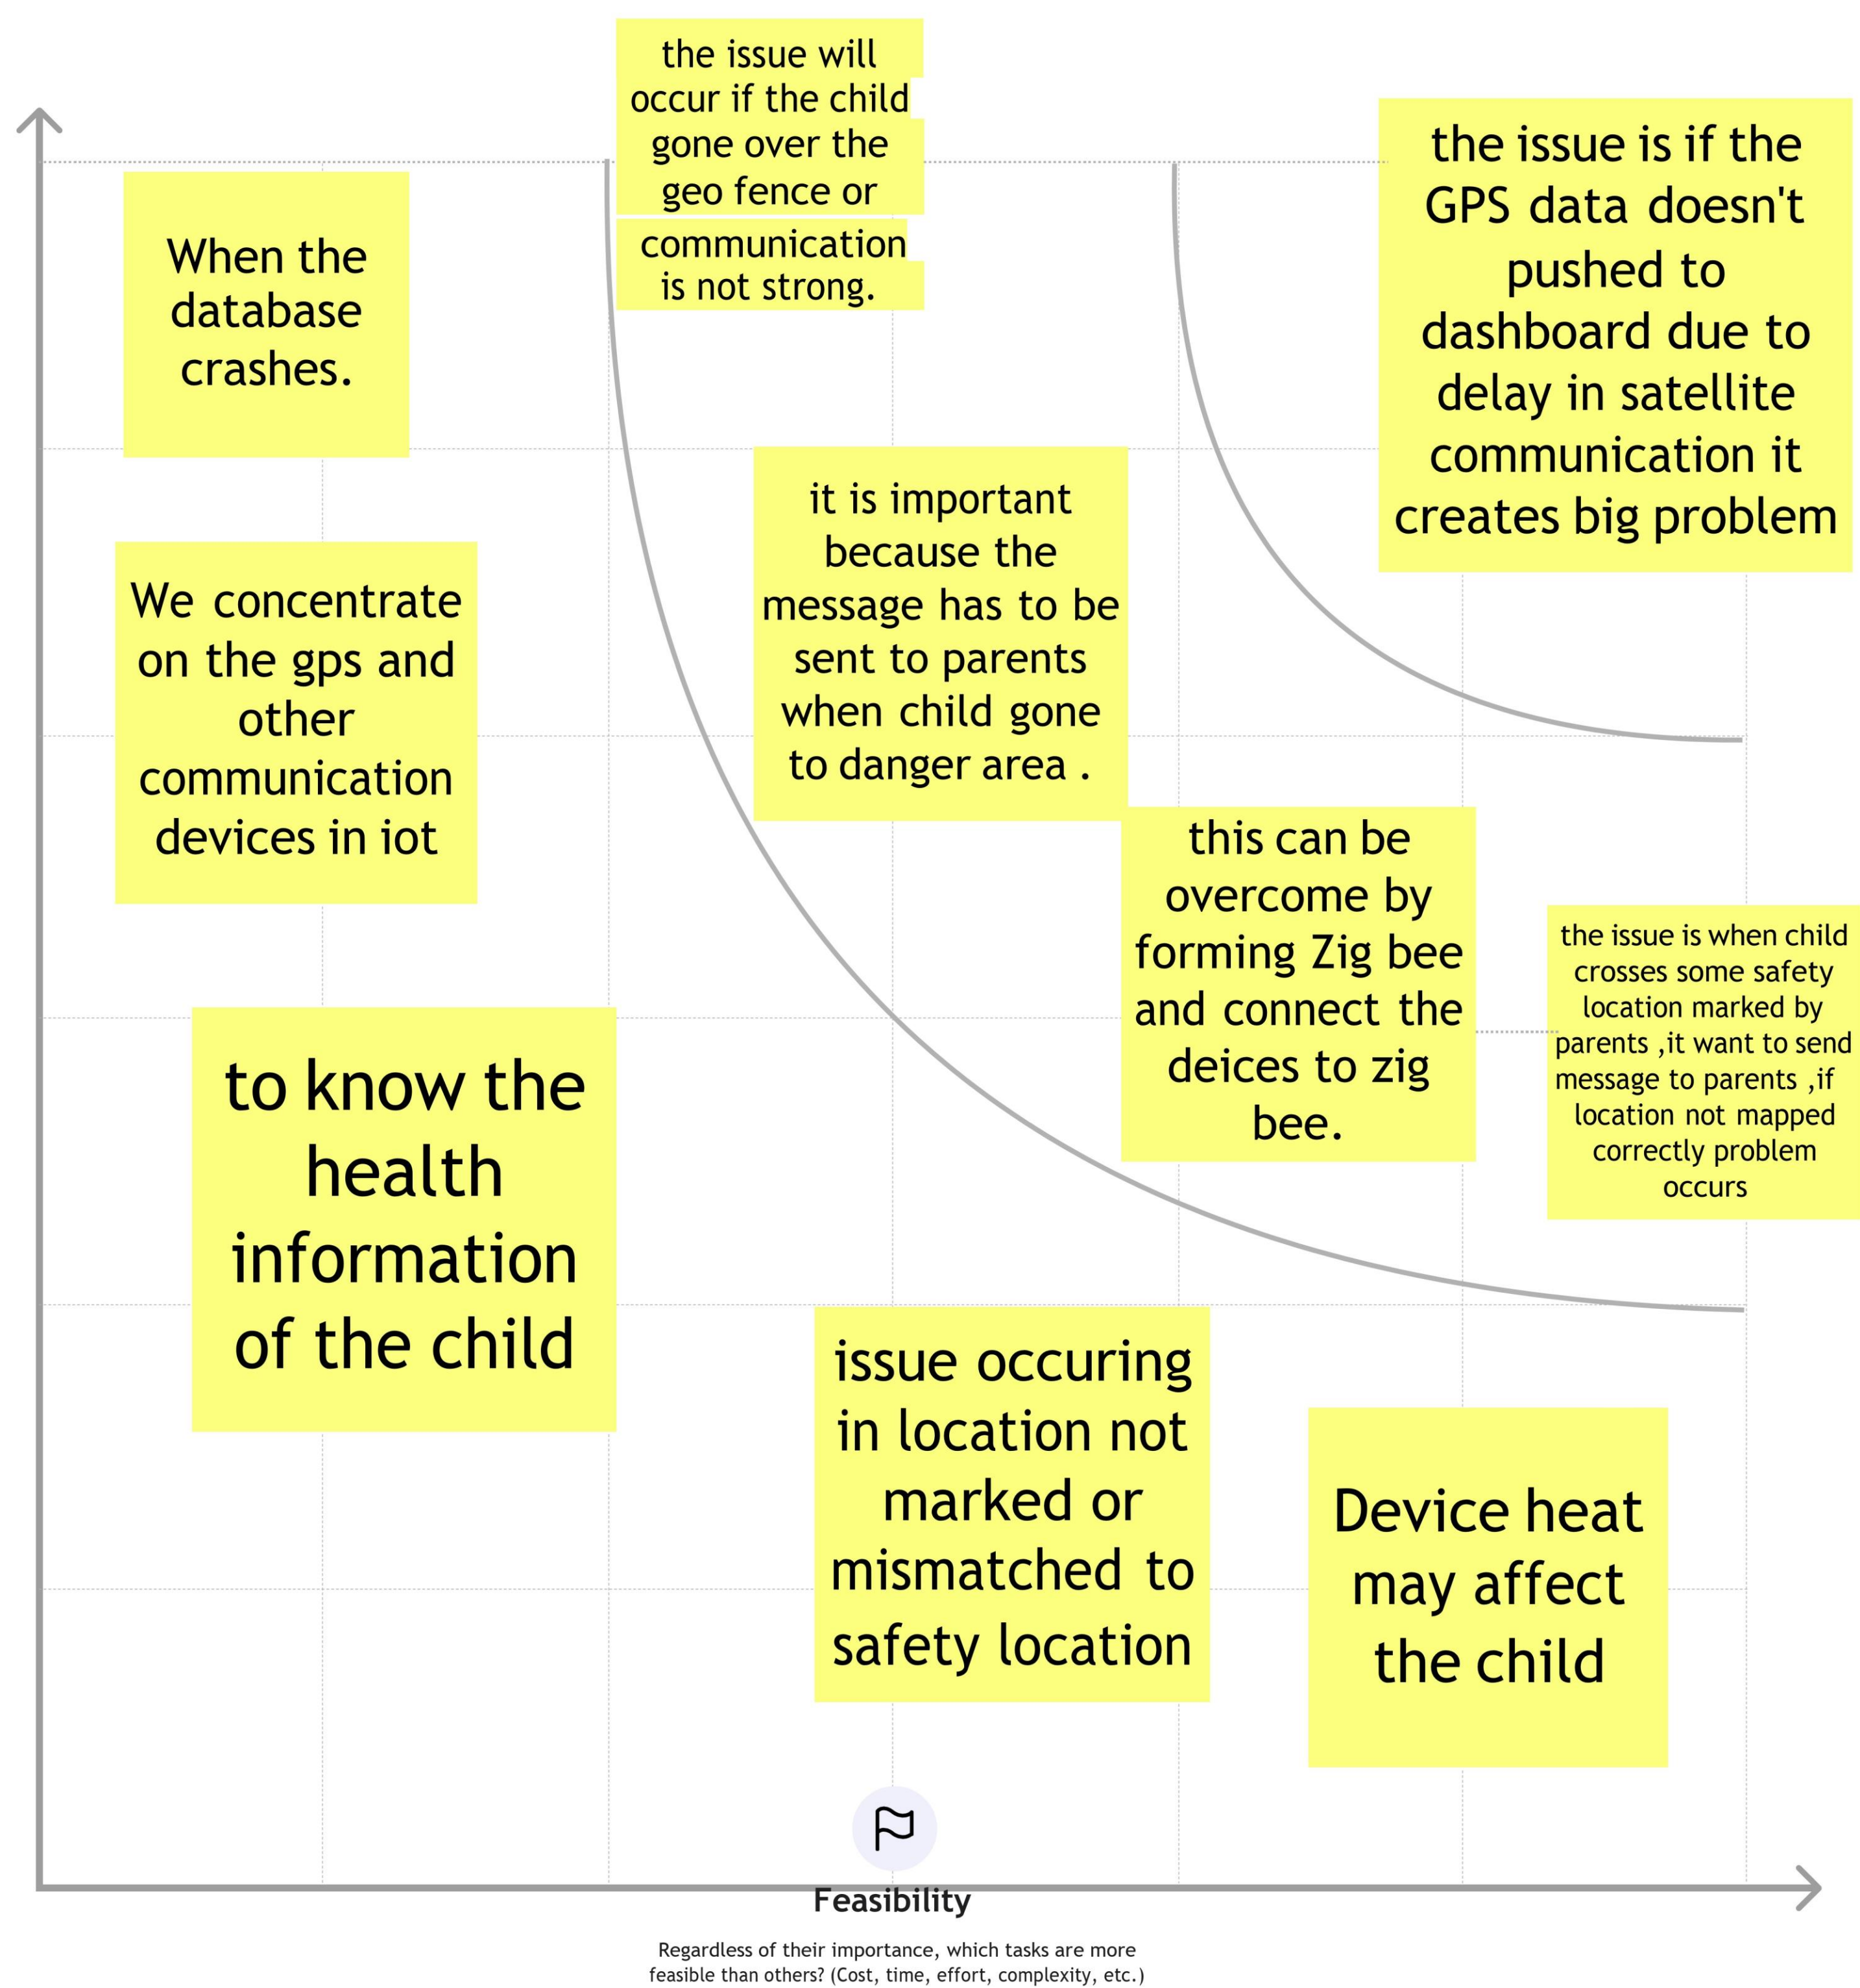 the issue will
occur if the child
gone over the
geo fence or
communication
is not strong.
the issue is if the
GPS data doesn't
pushed to
dashboard due to
delay in satellite
communication it
creates big problem
When the
database
crashes.
it is important
because the
message has to be
sent to parents
when child gone
to danger area .
We concentrate
on the gps and
other
communication
devices in iot
this can be
overcome by
forming Zig bee
and connect the
deices to zig
bee.
the issue is when child
crosses some safety
location marked by
parents ,it want to send
message to parents ,if
location not mapped
correctly problem
occurs
to know the
health
information
of the child
issue occuring
in location not
marked or
mismatched to
safety location
Device heat
may affect
the child
Feasibility
Regardless of their importance, which tasks are more
feasible than others? (Cost, time, effort, complexity, etc.)